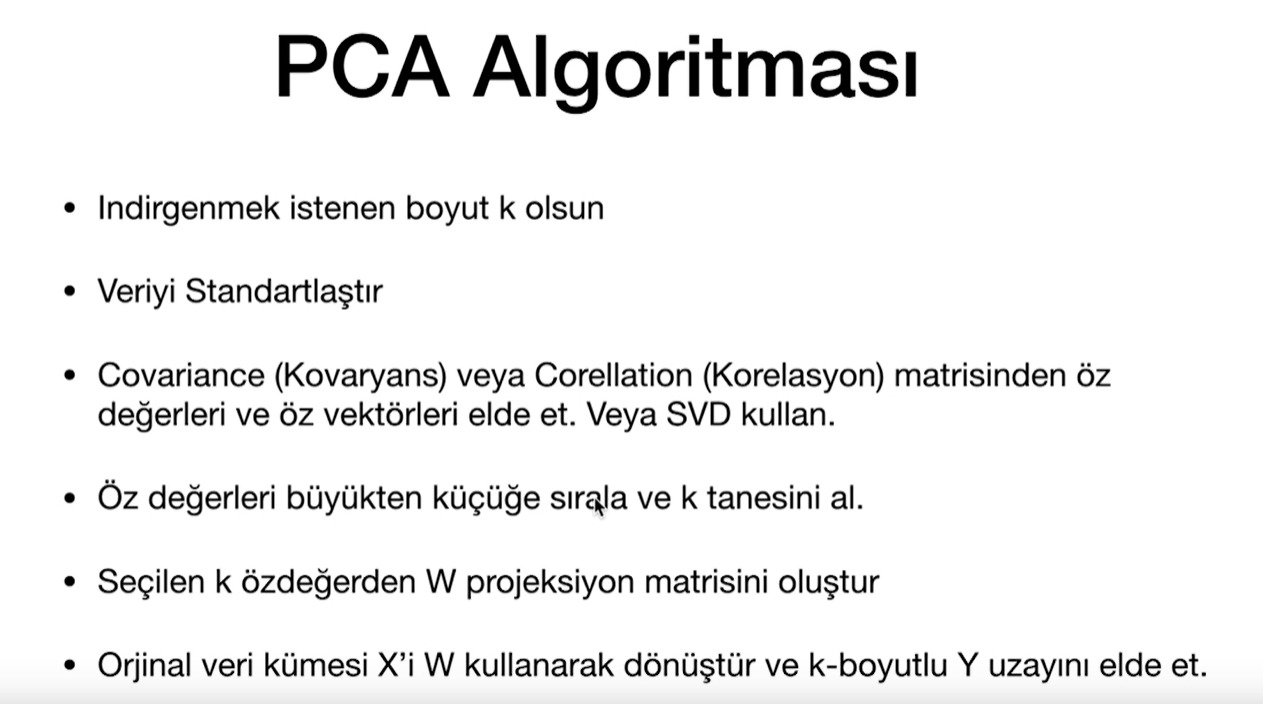 PCA Algoritması
• Indirgenmek istenen boyut k olsun
• Veriyi Standartlaştır
• Covariance (Kovaryans) veya Corellation (Korelasyon) matrisinden öz
değerleri ve öz vektörleri elde et. Veya SVD kullan.
• Öz değerleri büyükten küçüğe sırala ve k tanesini al.
• Seçilen k özdeğerden W projeksiyon matrisini oluştur
• Orjinal veri kümesi X’i W kullanarak dönüştür ve k-boyutlu Y uzayını elde et.